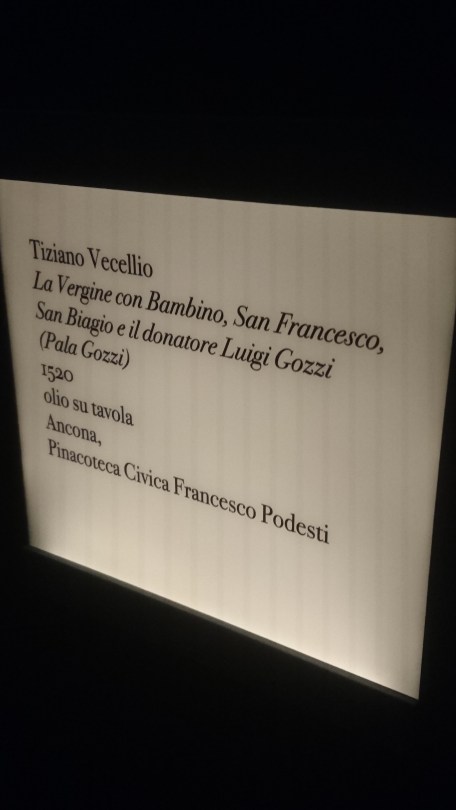 Tiziano Vecellio
La Vergine con Bambino, San Francesco,
San Biagio e il donatore Luigi Gozzi
(Pala Gozzi)
1520
olio su tavola
Ancona,
Pinacoteca Civica Francesco Podesti